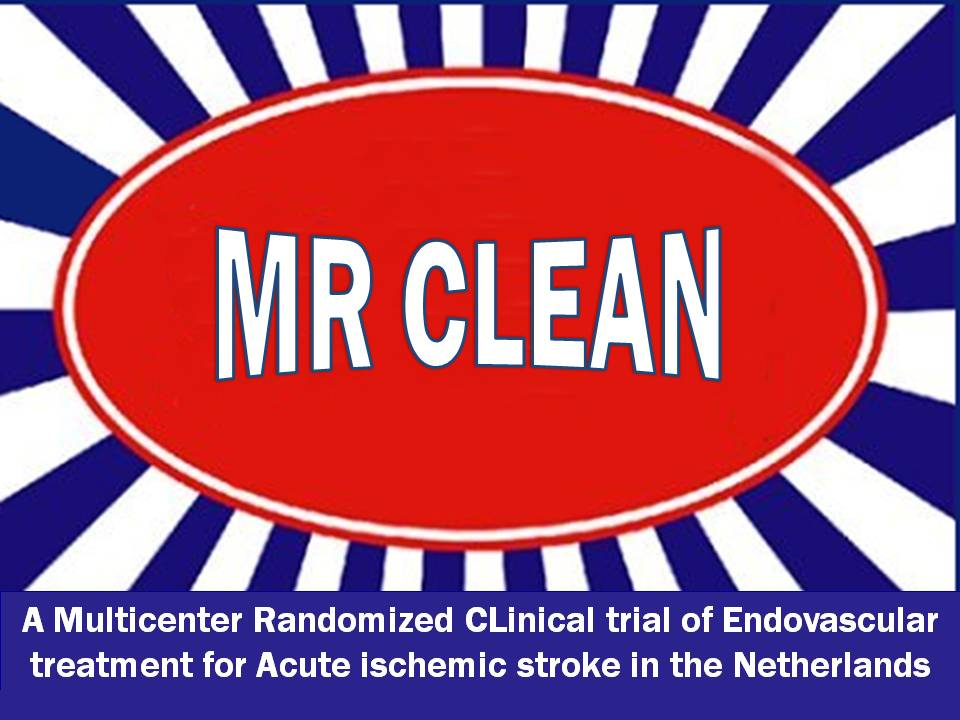 MR CLEAN
A Multicenter Randomized CLinical trial of Endovascular
treatment for Acute ischemic stroke in the Netherlands